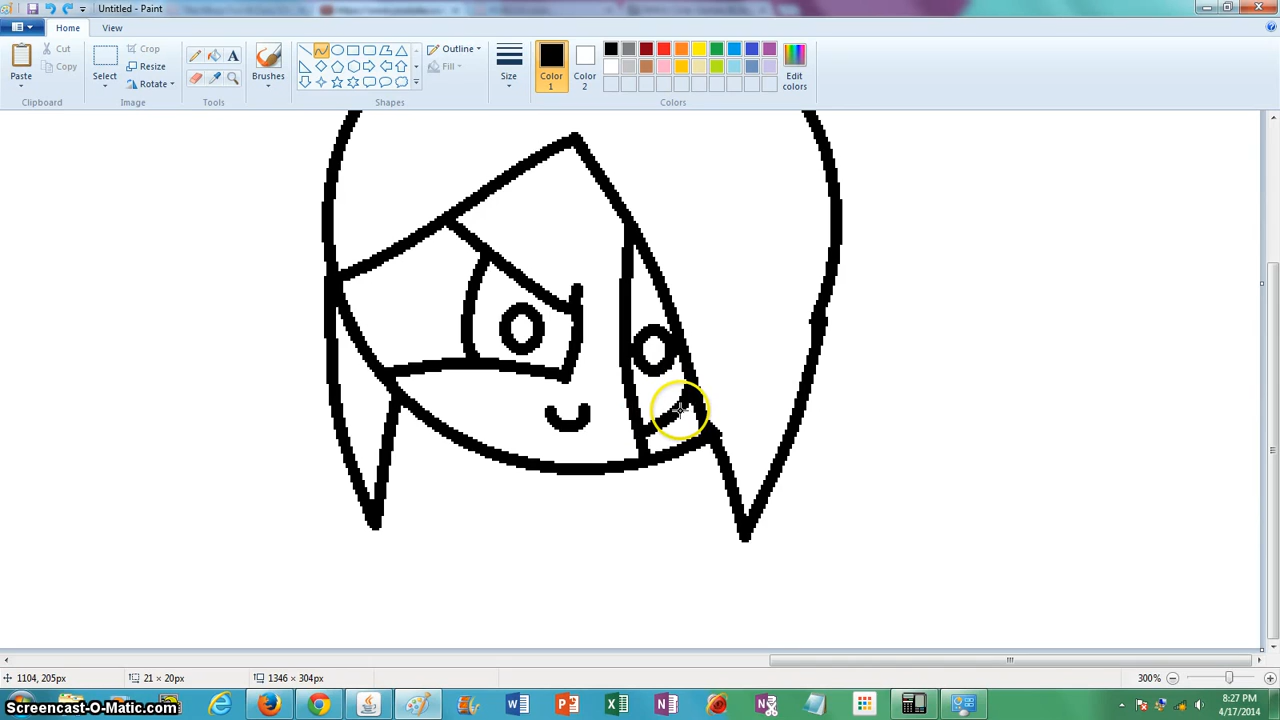 Untitled - Paint
Home
View
Paste
Cut
Copy
Clipboard
Select
Crop
Resize
Rotate
Image
Tools
Brushes
Shapes
Outline
Fill
Size
Color 1
Color 2
Colors
Edit colors
1104, 205px
21 × 20px
1346 × 304px
300%
8:27 PM
4/17/2014
Screencast-O-Matic.com